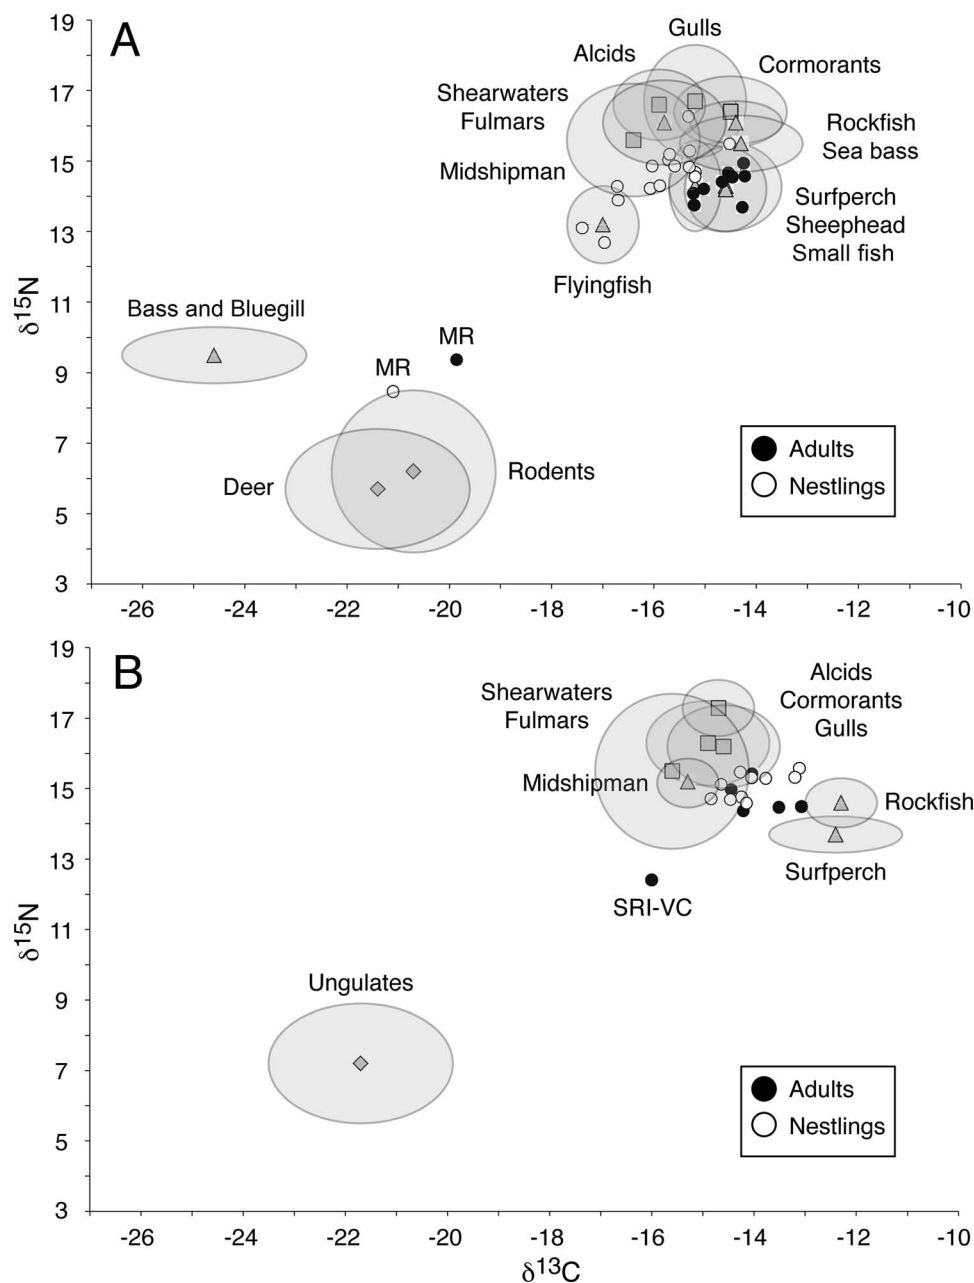 A
19
17
15
13
11
9
7
5
3
δ15N
Gulls
Alcids
Cormorants
Shearwaters
Fulmars
Rockfish
Sea bass
Midshipman
Surfperch
Sheephead
Small fish
Flyingfish
Bass and Bluegill
MR
MR
Deer
Rodents
Adults
Nestlings
-26 -24 -22 -20 -18 -16 -14 -12 -10
B
19
17
15
13
11
9
7
5
3
δ15N
Alcids
Cormorants
Gulls
Shearwaters
Fulmars
Midshipman
Rockfish
Surfperch
SRI-VC
Ungulates
Adults
Nestlings
-26 -24 -22 -20 -18 -16 -14 -12 -10
δ13C